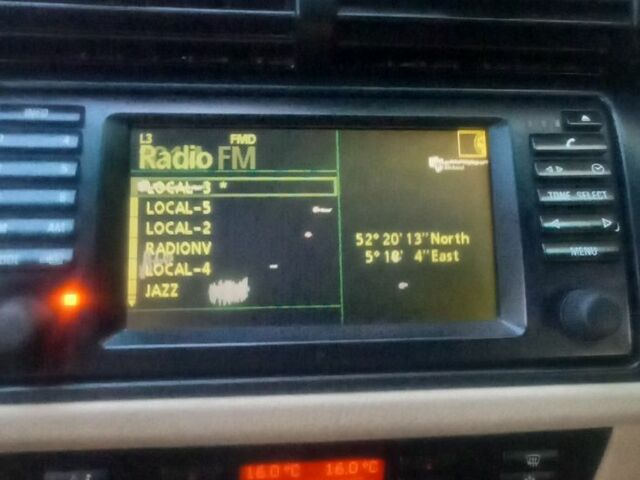 L3 FMD
Radio FM
LOCAL-3 *
LOCAL-5
LOCAL-2
RADIONV
LOCAL-4
JAZZ
52° 20' 13" North
5° 18' 4" East
TONE SELECT
MENU
AM
16.0°C 16.0°C